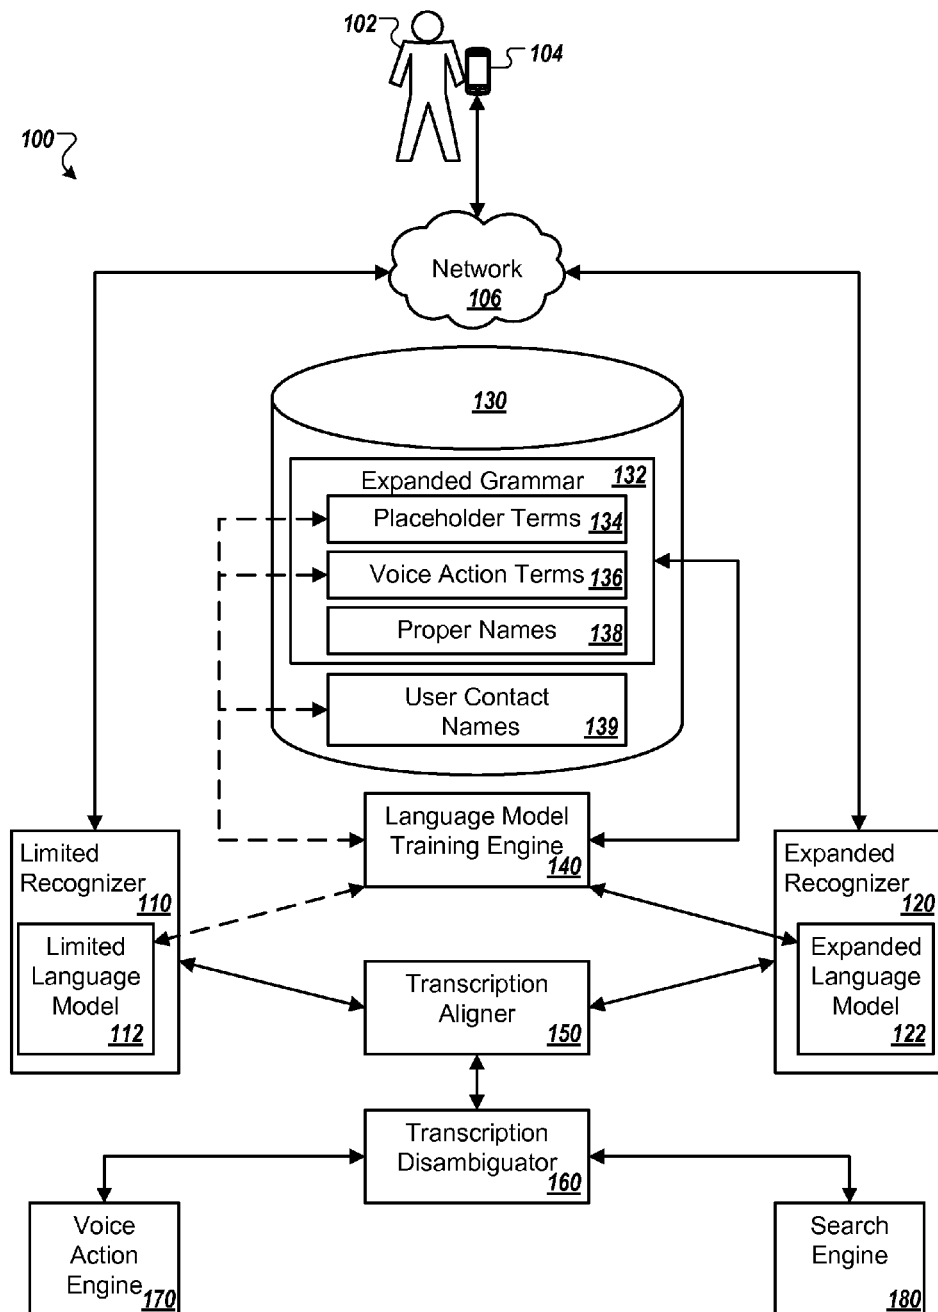 102
104
100
Network
106
130
Expanded Grammar 132
Placeholder Terms 134
Voice Action Terms 136
Proper Names 138
User Contact
Names 139
Language Model
Training Engine
140
Limited
Recognizer
110
Limited
Language
Model
112
Expanded
Recognizer
120
Expanded
Language
Model
122
Transcription
Aligner
150
Transcription
Disambiguator
160
Voice
Action
Engine
170
Search
Engine
180